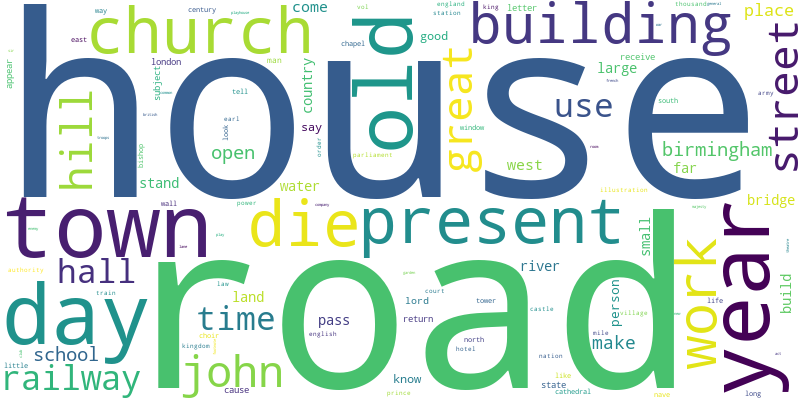 house
road
church
building
old
great
street
hill
town
present
die
year
day
hall
time
john
railway
school
work
use
birmingham
open
stand
water
west
large
country
come
good
place
say
london
century
way
east
man
tell
look
earl
subject
appear
bishop
wall
power
order
parliament
window
king
england
station
vol
chapel
letter
thousand
receive
south
far
army
bridge
illustration
small
river
land
law
lord
court
return
pass
english
tower
castle
village
person
make
build
life
long
north
hotel
mile
nation
state
like
cathedral
know
prince
cause
kingdom
choir
train
authority
little
nave
company